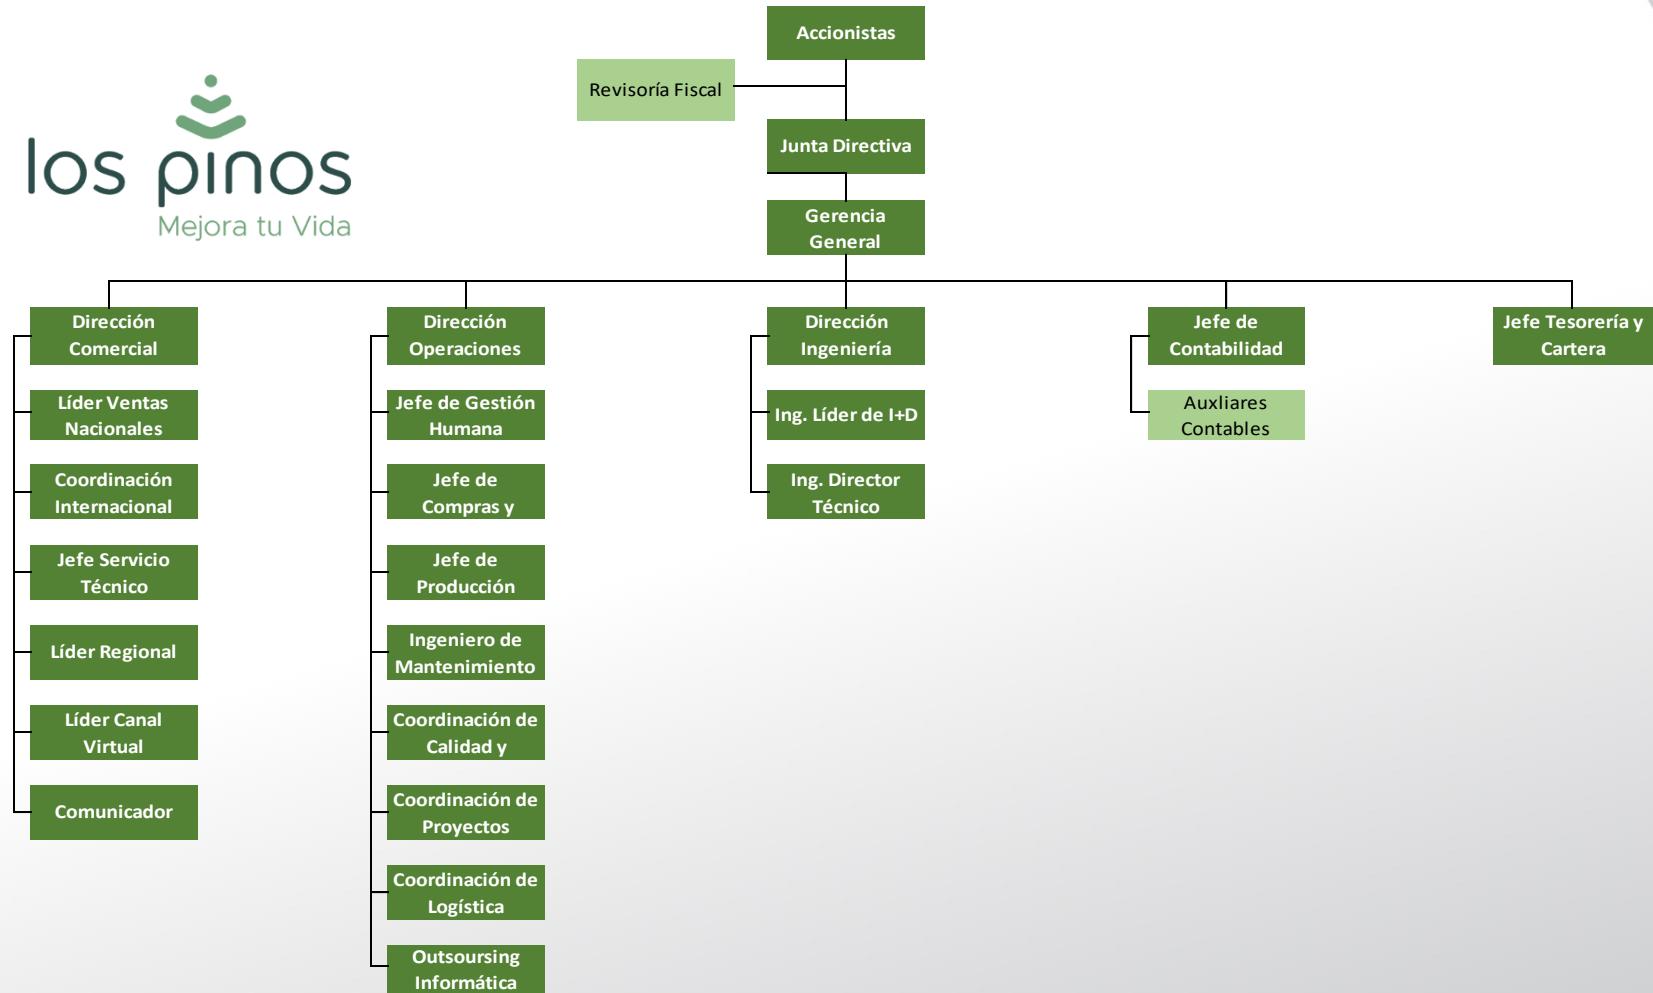 Accionistas
Revisoría Fiscal
los pinos
Mejora tu Vida
Junta Directiva
Gerencia
General
Dirección
Comercial
Líder Ventas
Nacionales
Coordinación
Internacional
Jefe Servicio
Técnico
Líder Regional
Líder Canal
Virtual
Comunicador
Dirección
Operaciones
Jefe de Gestión
Humana
Jefe de
Compras y
Jefe de
Producción
Ingeniero de
Mantenimiento
Coordinación de
Calidad y
Coordinación de
Proyectos
Coordinación de
Logística
Outsoursing
Informática
Dirección
Ingeniería
Ing. Líder de I+D
Ing. Director
Técnico
Jefe de
Contabilidad
Auxliares
Contables
Jefe Tesorería y
Cartera